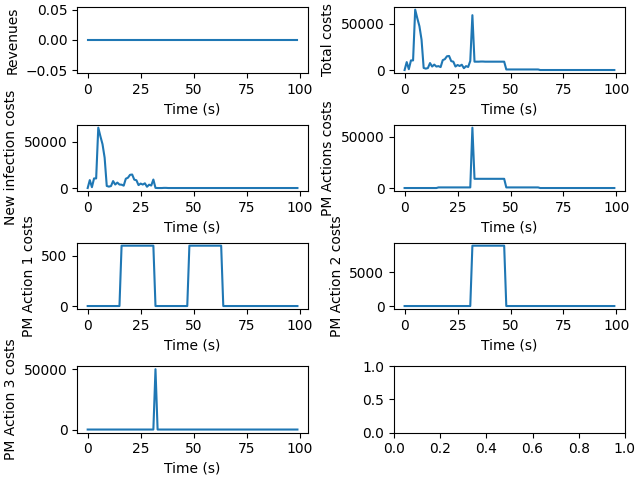 Revenues
0.05
0.00
−0.05
0 25 50 75 100
Time (s)
Total costs
50000
0
0 25 50 75 100
Time (s)
New infection costs
50000
0
0 25 50 75 100
Time (s)
PM Actions costs
50000
0
0 25 50 75 100
Time (s)
PM Action 1 costs
500
0
0 25 50 75 100
Time (s)
PM Action 2 costs
5000
0
0 25 50 75 100
Time (s)
PM Action 3 costs
50000
0
0 25 50 75 100
Time (s)
1.0
0.5
0.0
0.0 0.2 0.4 0.6 0.8 1.0